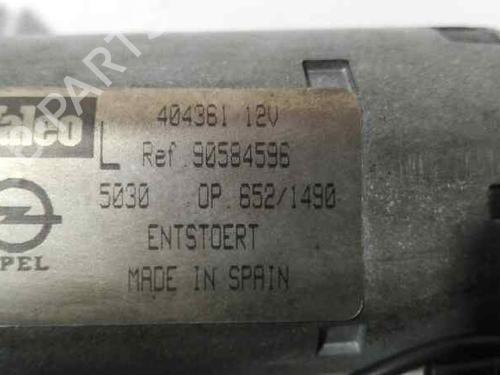 Valeo
404361 12V
L Ref.90584596
5030 OP.652/1490
ENTSTOERT
OPEL
MADE IN SPAIN